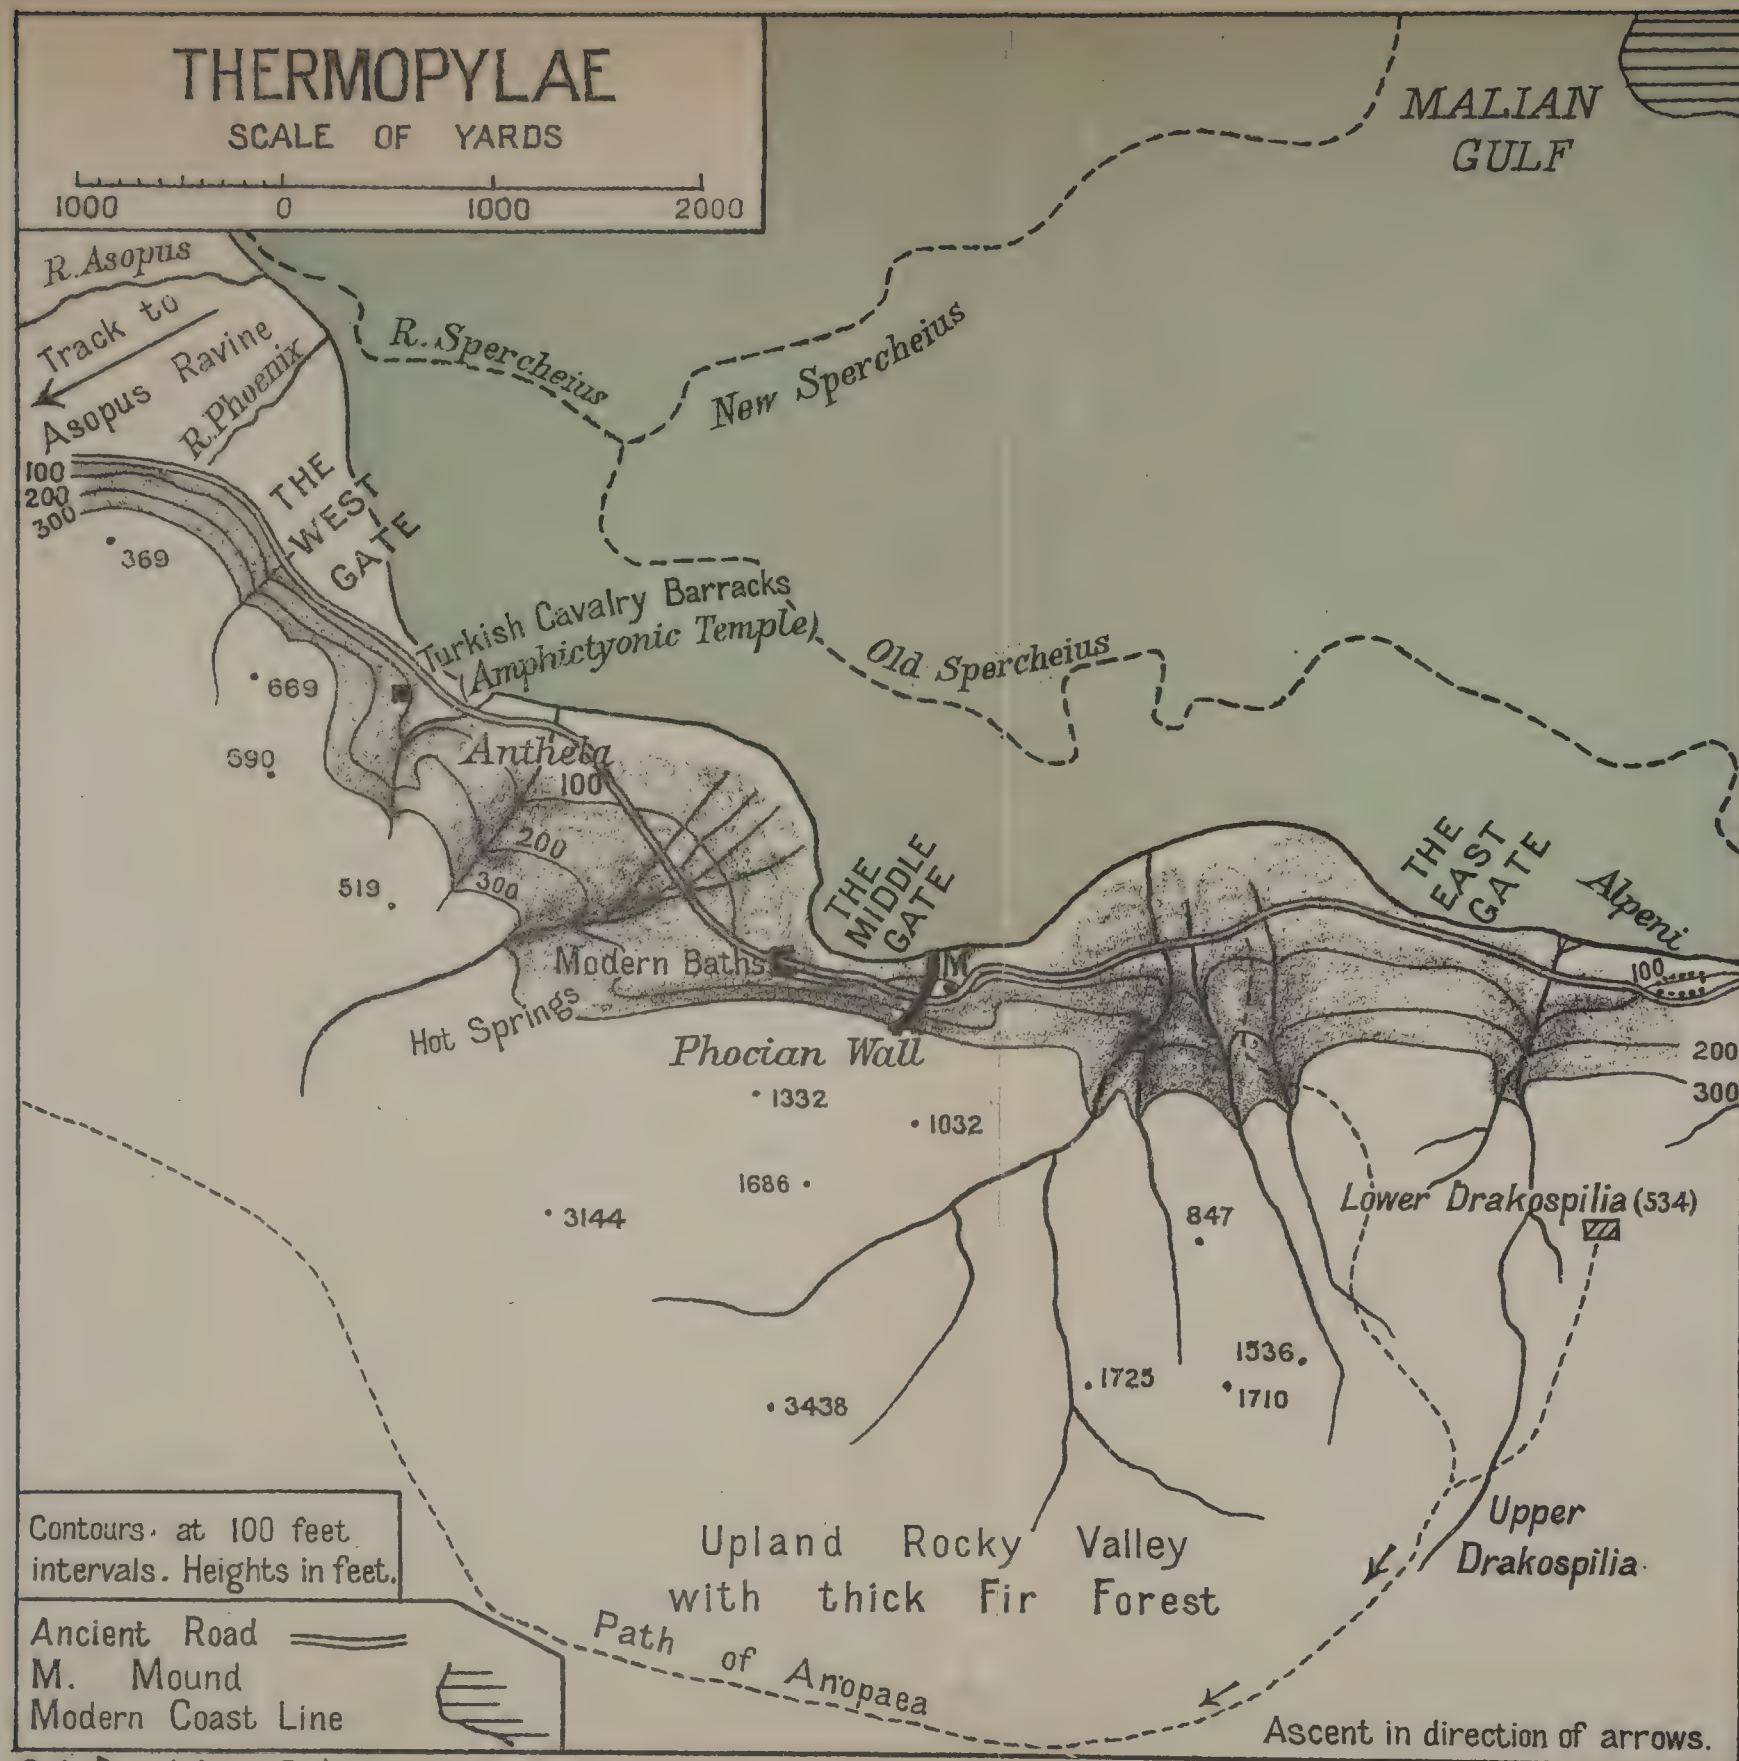 THERMOPYLAE
SCALE OF YARDS
1000 0 1000 2000
MALIAN
GULF
R. Asopus
Track to
Asopus Ravine
R. Phoenix
R. Spercheius
New Spercheius
100
200
300
369
THE
WEST
GATE
Turkish Cavalry Barracks
(Amphictyonic Temple)
Old Spercheius
669
690
Anthela
100
200
300
519
THE
MIDDLE
GATE
THE
EAST
GATE
Alpeni
Modern Baths
M
100
Hot Springs
Phocian Wall
200
300
1332
1032
1686
3144
847
Lower Drakospilia (534)
1536
1725
1710
3438
Upper
Drakospilia
Upland Rocky Valley
with thick Fir Forest
Path of Anopaea
Contours at 100 feet
intervals. Heights in feet.
Ancient Road
M. Mound
Modern Coast Line
Ascent in direction of arrows.